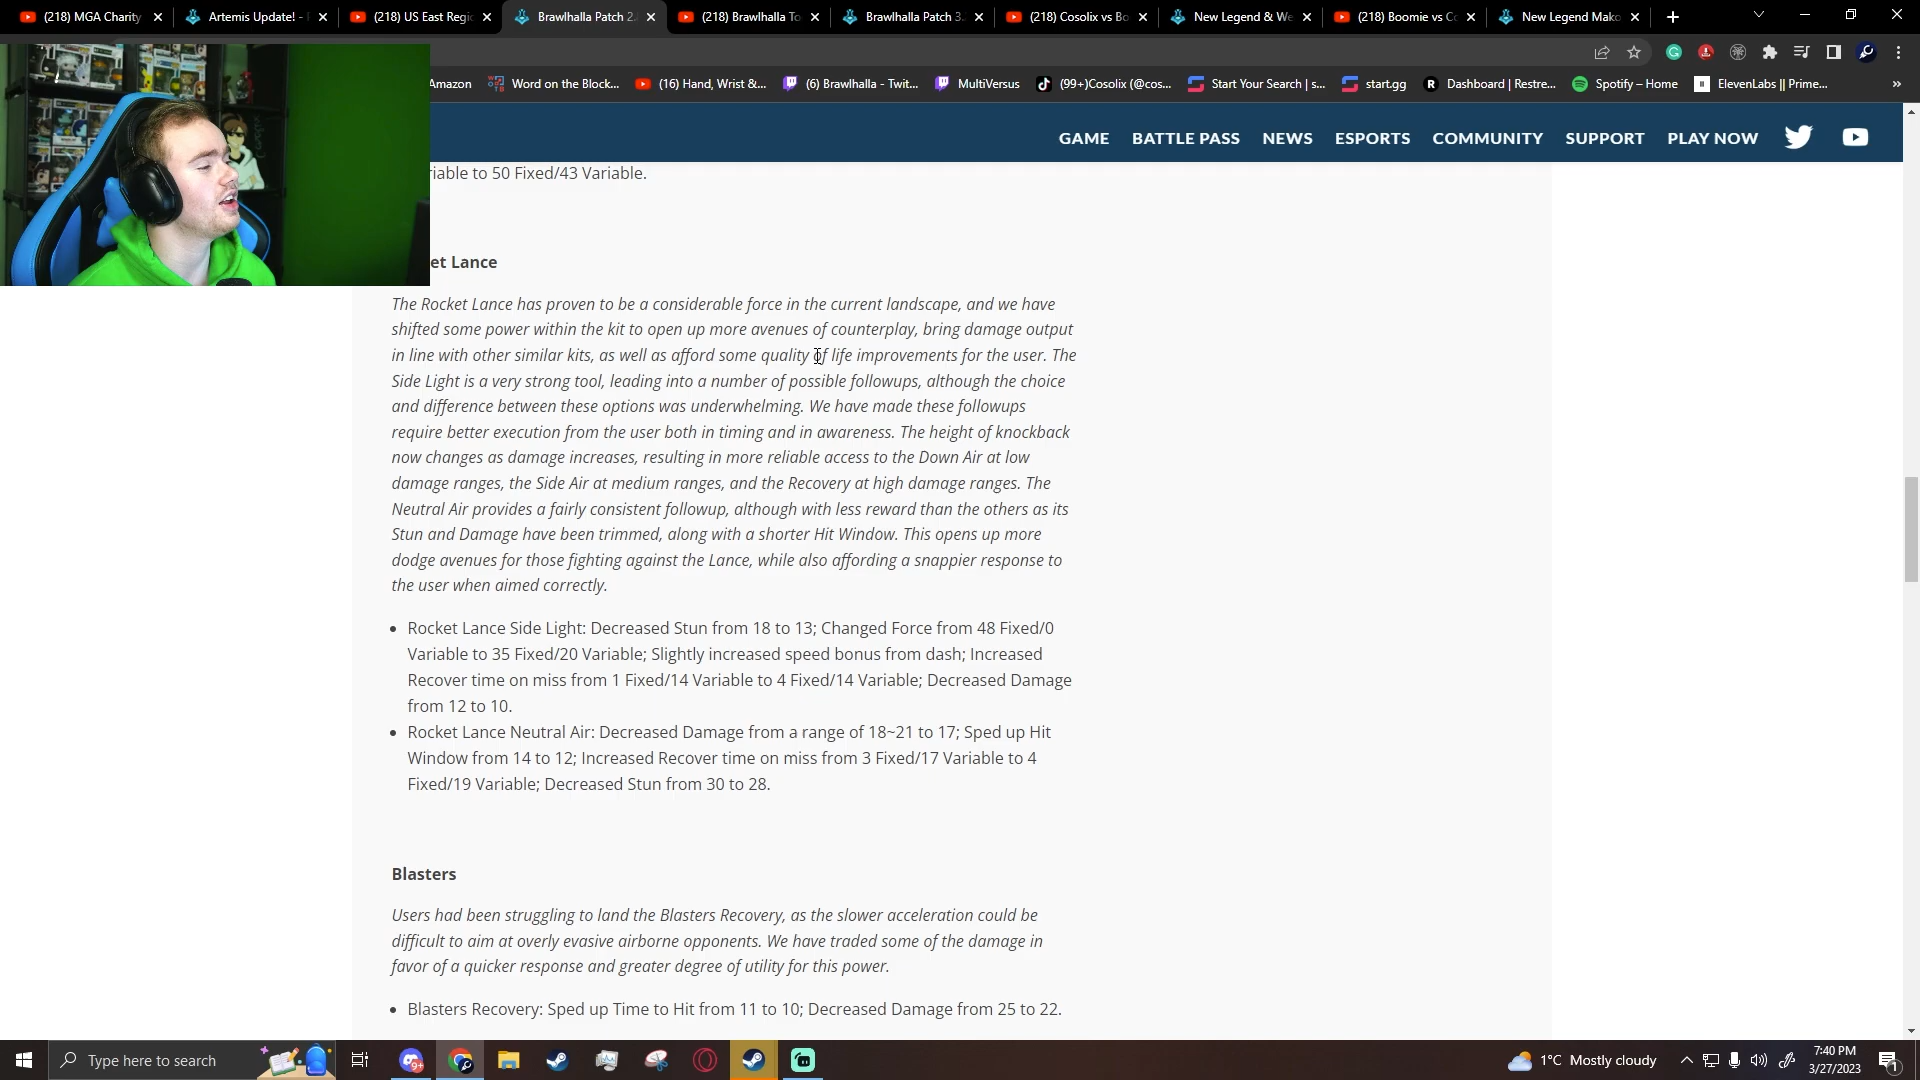 (218) MGA Charity
Artemis Update! -
(218) US East Regi
Brawlhalla Patch 2.
(218) Brawlhalla To
Brawlhalla Patch 3.
(218) Cosolix vs Bo
New Legend & We
(218) Boomie vs Co
New Legend Mako
Amazon
Word on the Block...
(16) Hand, Wrist &...
(6) Brawlhalla - Twit...
MultiVersus
(99+)Cosolix (@cos...
Start Your Search | s...
start.gg
Dashboard | Restre...
Spotify – Home
ElevenLabs || Prime...
»
GAME BATTLE PASS NEWS ESPORTS COMMUNITY SUPPORT PLAY NOW
riable to 50 Fixed/43 Variable.
et Lance
The Rocket Lance has proven to be a considerable force in the current landscape, and we have
shifted some power within the kit to open up more avenues of counterplay, bring damage output
in line with other similar kits, as well as afford some quality of life improvements for the user. The
Side Light is a very strong tool, leading into a number of possible followups, although the choice
and difference between these options was underwhelming. We have made these followups
require better execution from the user both in timing and in awareness. The height of knockback
now changes as damage increases, resulting in more reliable access to the Down Air at low
damage ranges, the Side Air at medium ranges, and the Recovery at high damage ranges. The
Neutral Air provides a fairly consistent followup, although with less reward than the others as its
Stun and Damage have been trimmed, along with a shorter Hit Window. This opens up more
dodge avenues for those fighting against the Lance, while also affording a snappier response to
the user when aimed correctly.
• Rocket Lance Side Light: Decreased Stun from 18 to 13; Changed Force from 48 Fixed/0
Variable to 35 Fixed/20 Variable; Slightly increased speed bonus from dash; Increased
Recover time on miss from 1 Fixed/14 Variable to 4 Fixed/14 Variable; Decreased Damage
from 12 to 10.
• Rocket Lance Neutral Air: Decreased Damage from a range of 18~21 to 17; Sped up Hit
Window from 14 to 12; Increased Recover time on miss from 3 Fixed/17 Variable to 4
Fixed/19 Variable; Decreased Stun from 30 to 28.
Blasters
Users had been struggling to land the Blasters Recovery, as the slower acceleration could be
difficult to aim at overly evasive airborne opponents. We have traded some of the damage in
favor of a quicker response and greater degree of utility for this power.
• Blasters Recovery: Sped up Time to Hit from 11 to 10; Decreased Damage from 25 to 22.
Type here to search
9+
1°C Mostly cloudy
7:40 PM
3/27/2023
1